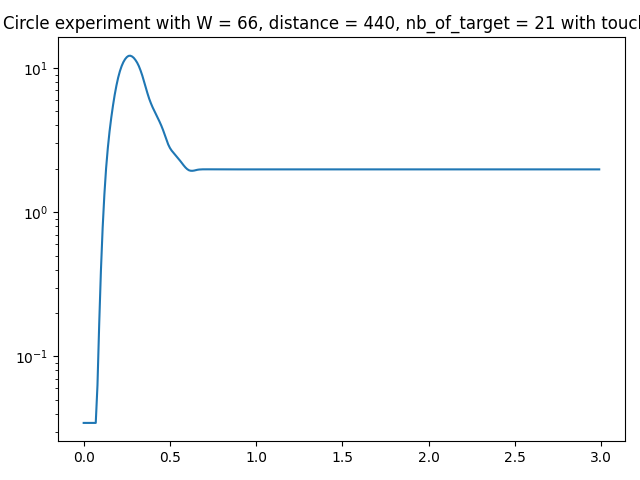 Circle experiment with W = 66, distance = 440, nb_of_target = 21 with touch
10¹
10⁰
10⁻¹
0.0 0.5 1.0 1.5 2.0 2.5 3.0